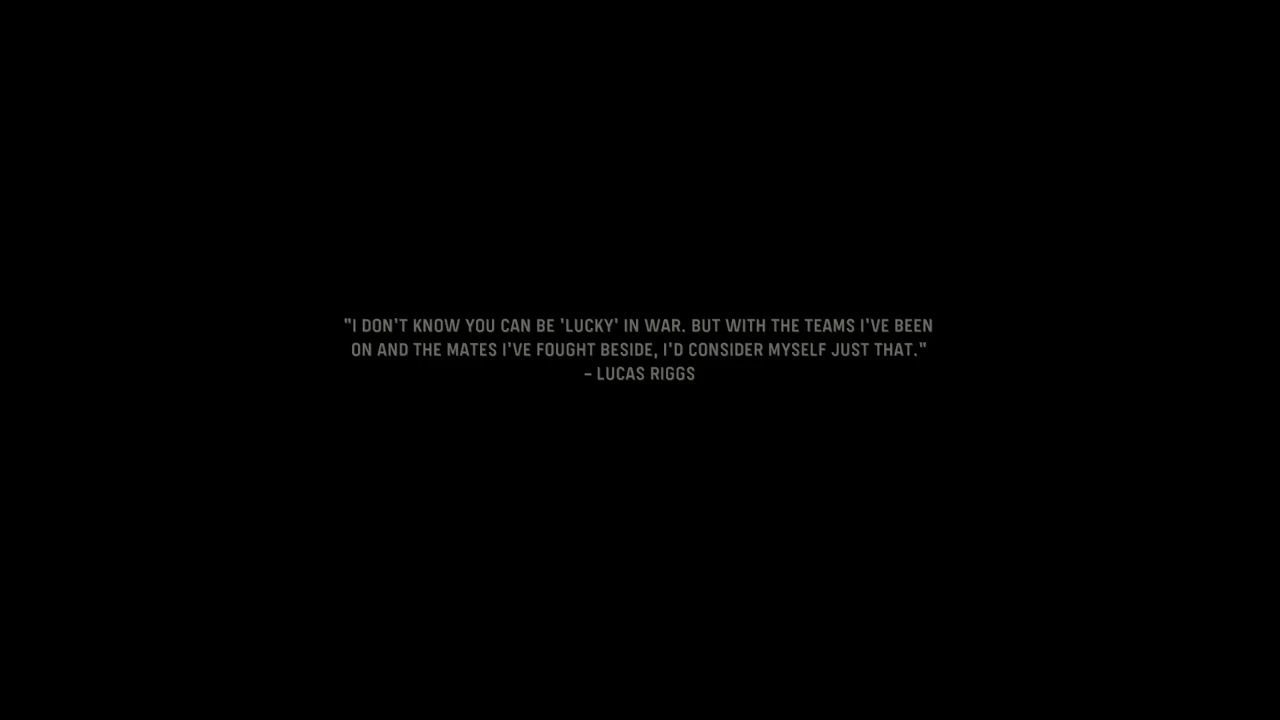 "I DON'T KNOW YOU CAN BE 'LUCKY' IN WAR. BUT WITH THE TEAMS I'VE BEEN
ON AND THE MATES I'VE FOUGHT BESIDE, I'D CONSIDER MYSELF JUST THAT."
– LUCAS RIGGS